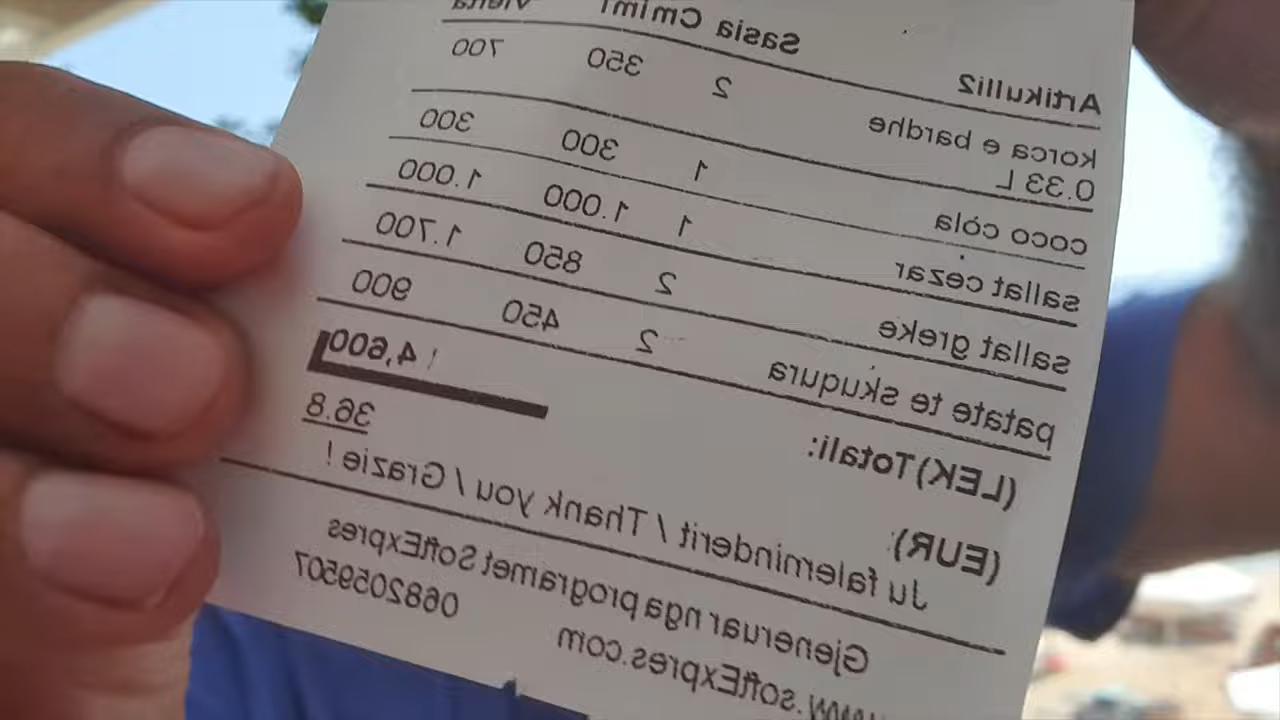 Artikulli2 Sasia Cmimi Vlefta
korca e bardhe 2 350 700
0.33 L
coco cola 1 300 300
sallat cezar 1 1.000 1.000
sallat greke 2 850 1.700
patate te skuqura 2 450 900
(LEK)Totali: 4,600
(EUR) 36.8
Ju faleminderit / Thank you / Grazie !
Gjeneruar nga programet SoftExpres
0682059507
www.softExpres.com